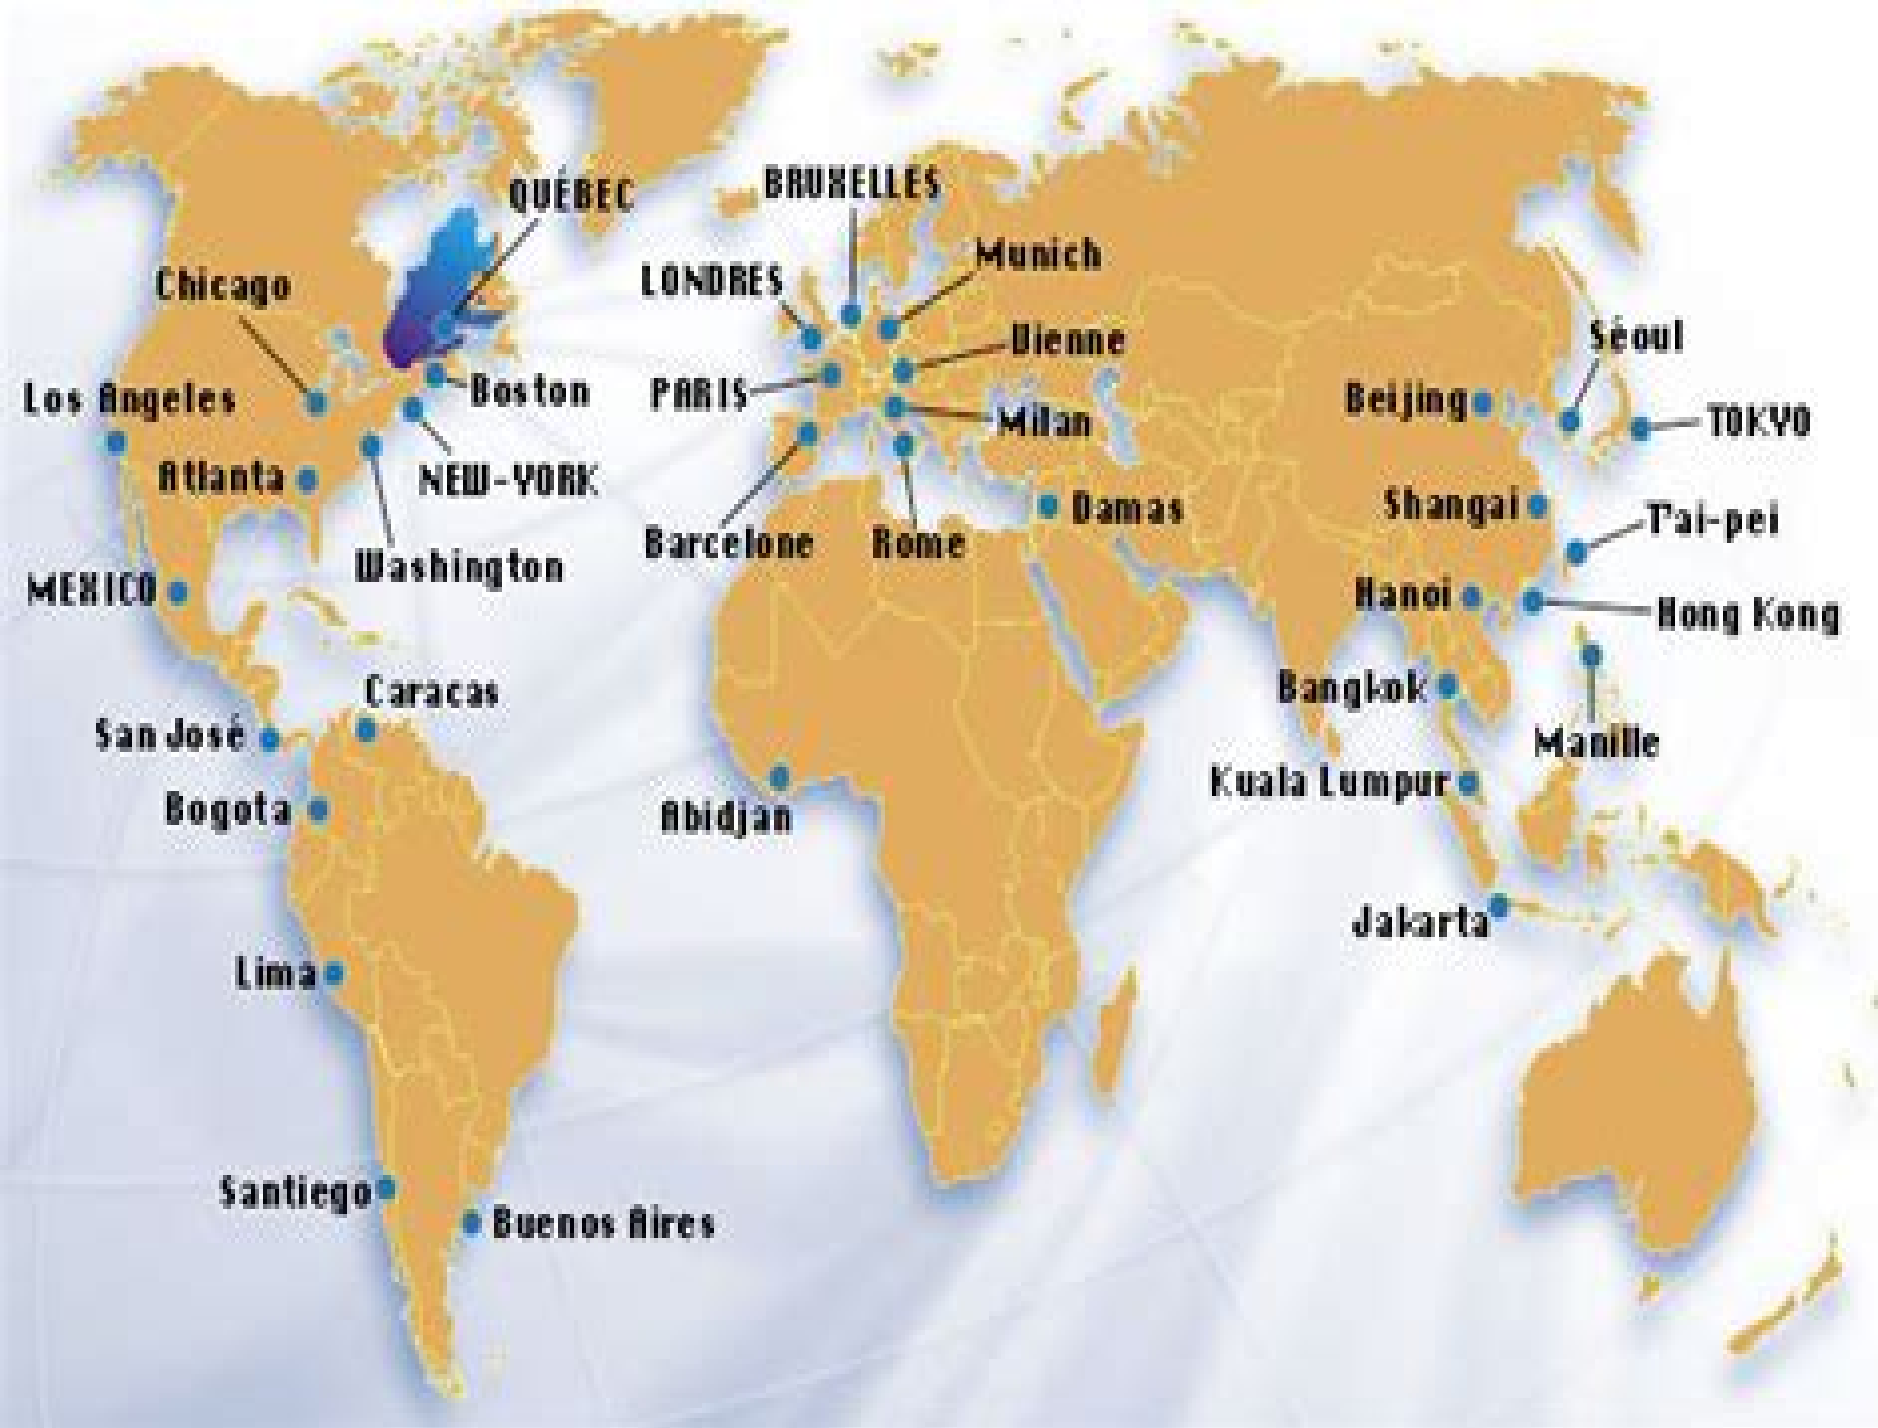 QUÉBEC
BRUXELLES
Munich
LONDRES
Chicago
Vienne
Séoul
PARIS
Boston
Los Angeles
Beijing
TOKYO
Milan
Atlanta
NEW-YORK
Damas
Shangai
T'ai-pei
Barcelone
Rome
Washington
MEXICO
Hanoi
Hong Kong
Caracas
Bangkok
San José
Manille
Kuala Lumpur
Bogota
Abidjan
Jakarta
Lima
Santiego
Buenos Aires